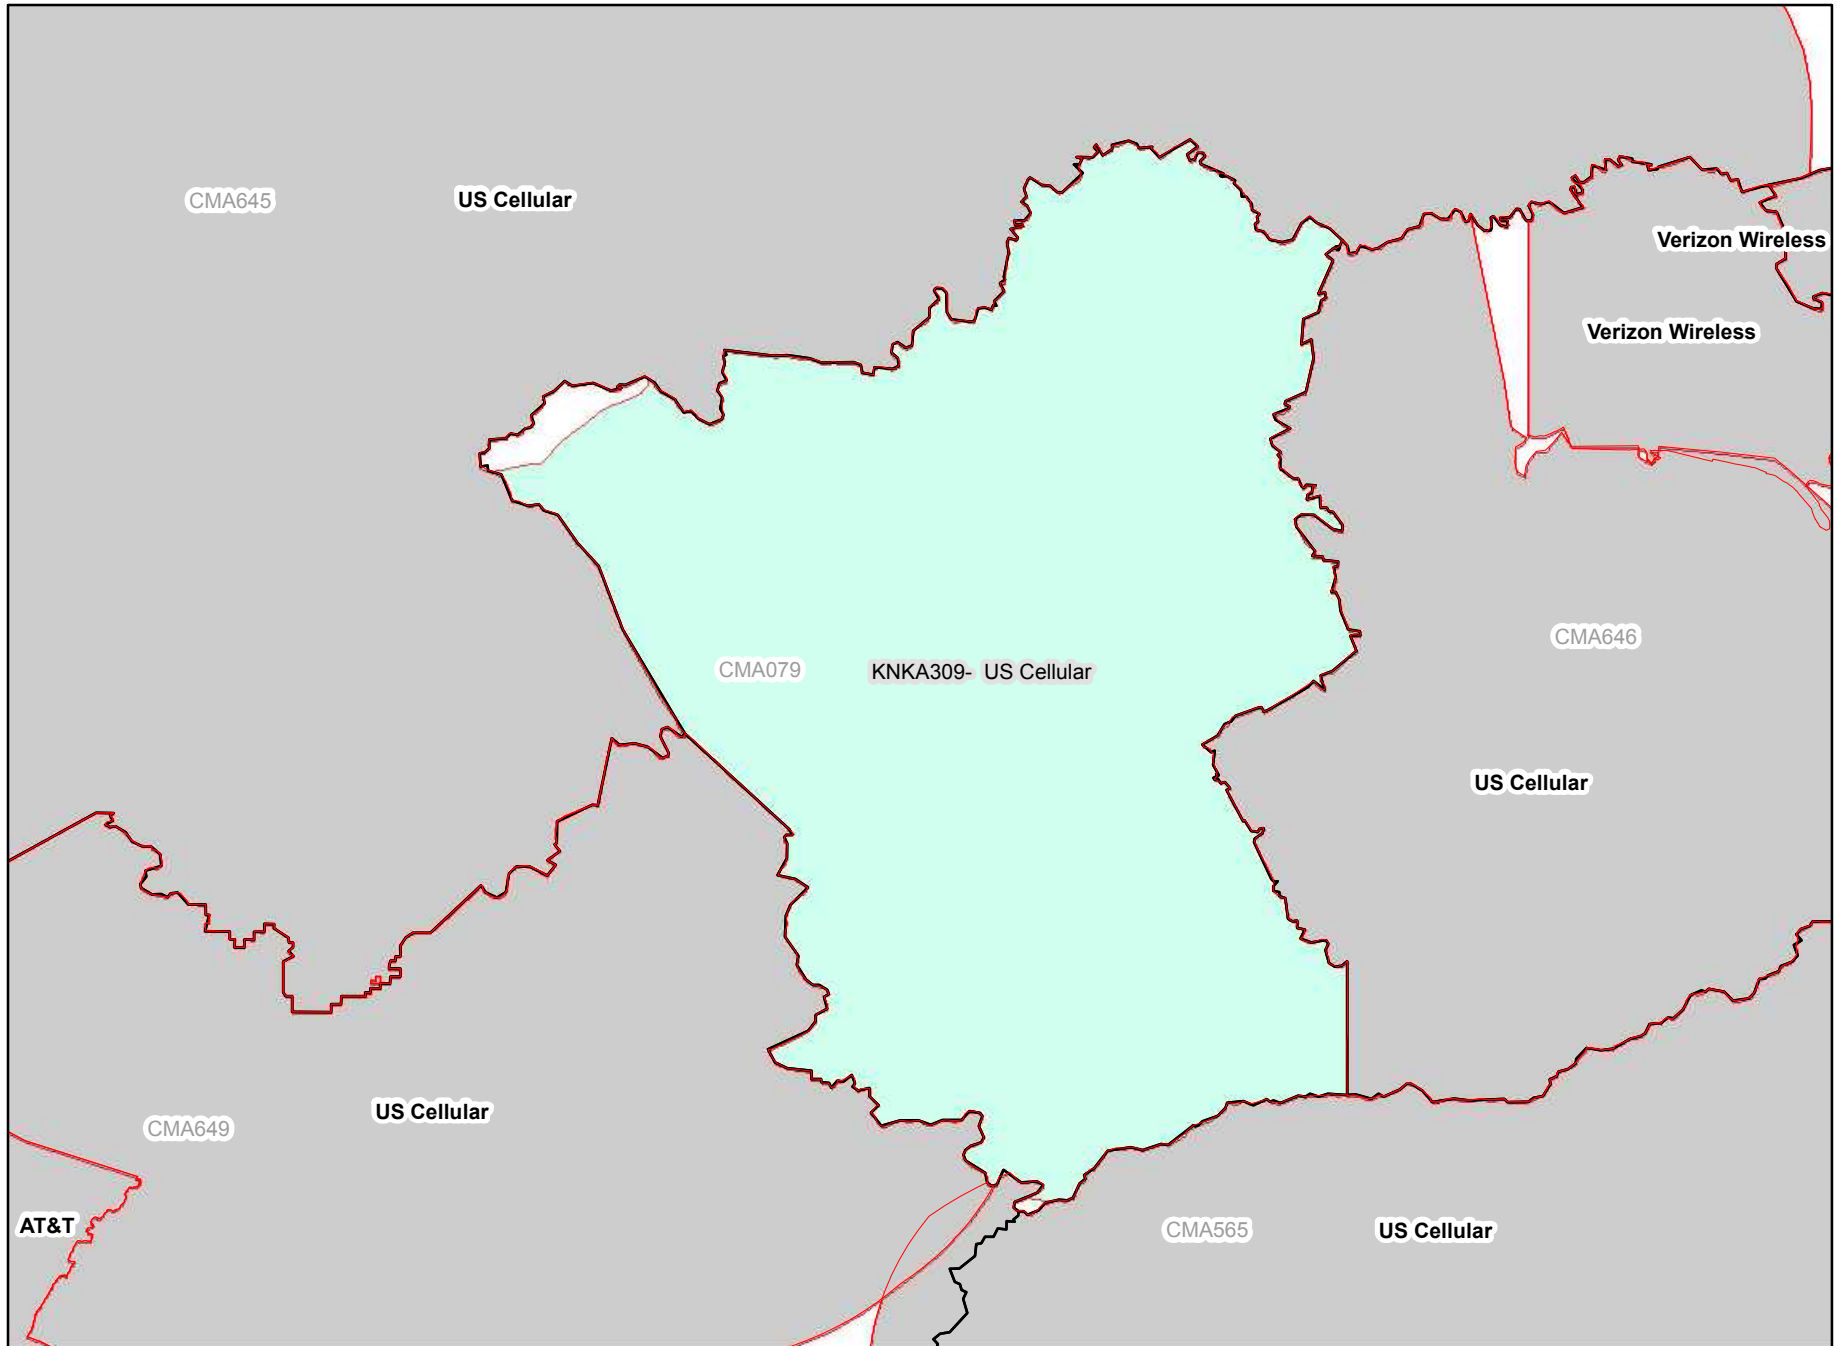 CMA645
US Cellular
Verizon Wireless
Verizon Wireless
CMA646
CMA079
KNKA309- US Cellular
US Cellular
US Cellular
CMA649
AT&T
CMA565
US Cellular